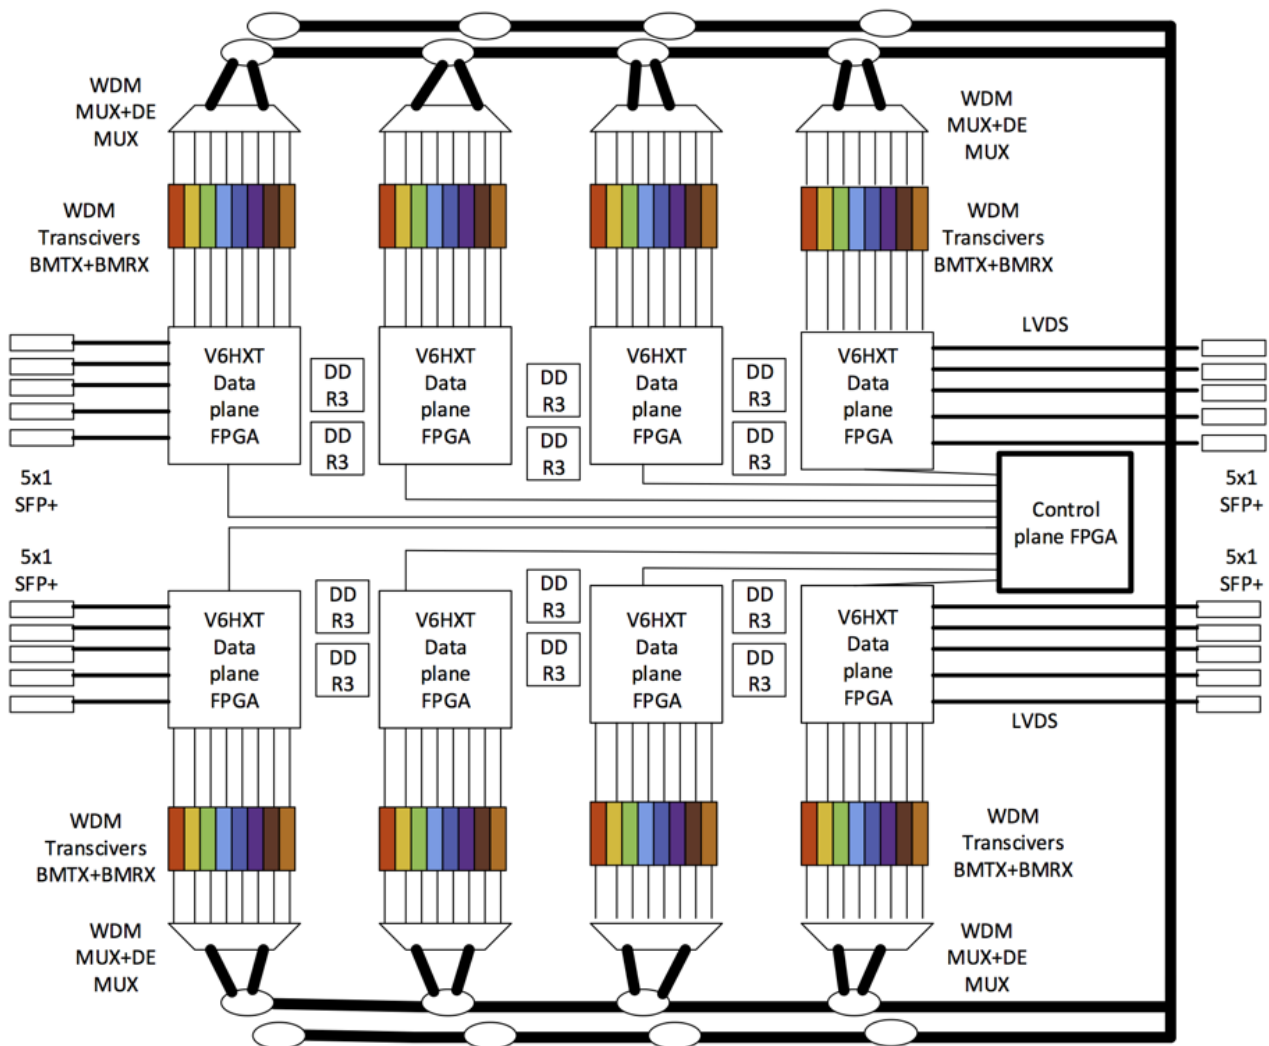 WDM
MUX+DE
MUX
WDM
MUX+DE
MUX
WDM
Transcivers
BMTX+BMRX
WDM
Transcivers
BMTX+BMRX
LVDS
V6HXT
Data
plane
FPGA
DD
R3
DD
R3
V6HXT
Data
plane
FPGA
DD
R3
DD
R3
V6HXT
Data
plane
FPGA
DD
R3
DD
R3
V6HXT
Data
plane
FPGA
5x1
SFP+
5x1
SFP+
Control
plane FPGA
5x1
SFP+
5x1
SFP+
V6HXT
Data
plane
FPGA
DD
R3
DD
R3
V6HXT
Data
plane
FPGA
DD
R3
DD
R3
V6HXT
Data
plane
FPGA
DD
R3
DD
R3
V6HXT
Data
plane
FPGA
LVDS
WDM
Transcivers
BMTX+BMRX
WDM
Transcivers
BMTX+BMRX
WDM
MUX+DE
MUX
WDM
MUX+DE
MUX